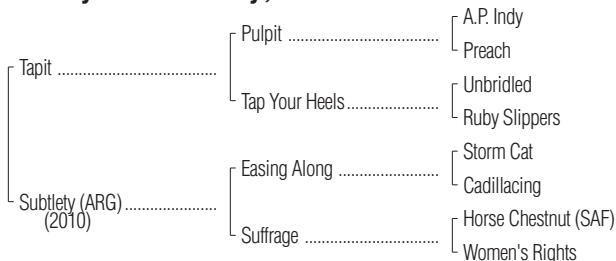 A.P. Indy
Pulpit
Preach
Tapit
Unbridled
Tap Your Heels
Ruby Slippers
Storm Cat
Easing Along
Cadillacing
Subtlety (ARG)
(2010)
Horse Chestnut (SAF)
Suffrage
Women's Rights